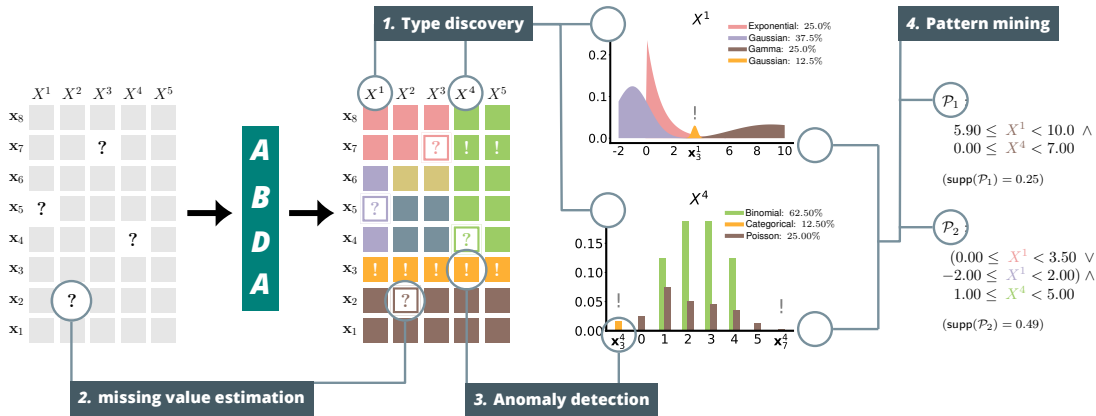 1. Type discovery
4. Pattern mining
X¹ X² X³ X⁴ X⁵
x₈
x₇ ?
x₆
x₅ ?
x₄ ?
x₃
x₂ ?
x₁
A
B
D
A
X¹ X² X³ X⁴ X⁵
x₈
x₇ ? ! !
x₆
x₅ ?
x₄ ?
x₃ ! ! ! ! !
x₂ ?
x₁
2. missing value estimation
3. Anomaly detection
X¹
Exponential: 25.0%
Gaussian: 37.5%
Gamma: 25.0%
Gaussian: 12.5%
0.2
0.1
0.0
!
-2 0 x₃¹ 4 6 8 10
X⁴
Binomial: 62.50%
Categorical: 12.50%
Poisson: 25.00%
0.15
0.10
0.05
0.00
! !
x₃⁴ 0 1 2 3 4 5 x₇⁴
𝒫₁:
5.90 ≤ X¹ < 10.0 ∧
0.00 ≤ X⁴ < 7.00
(supp(𝒫₁) = 0.25)
𝒫₂:
(0.00 ≤ X¹ < 3.50 ∨
−2.00 ≤ X¹ < 2.00) ∧
1.00 ≤ X⁴ < 5.00
(supp(𝒫₂) = 0.49)